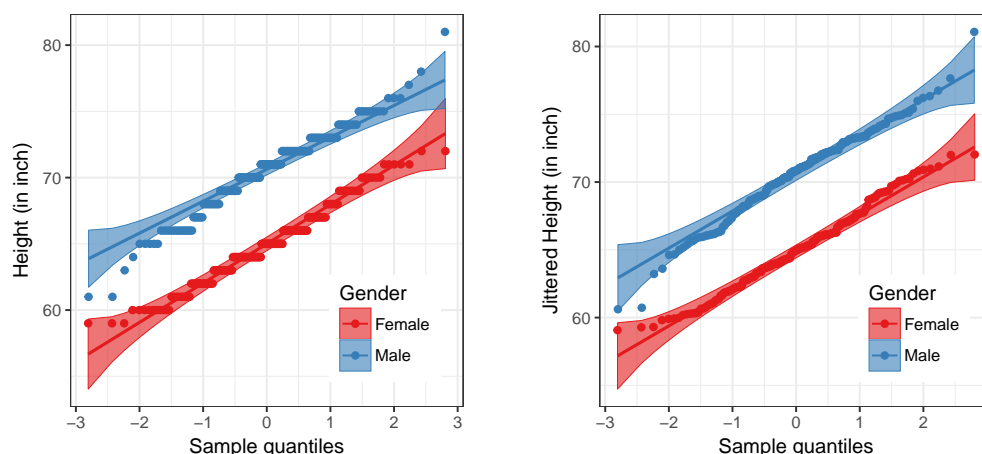 Height (in inch)
80
70
60
−3
−2
−1
0
1
2
3
Sample quantiles
Gender
Female
Male
Jittered Height (in inch)
80
70
60
−3
−2
−1
0
1
2
Sample quantiles
Gender
Female
Male